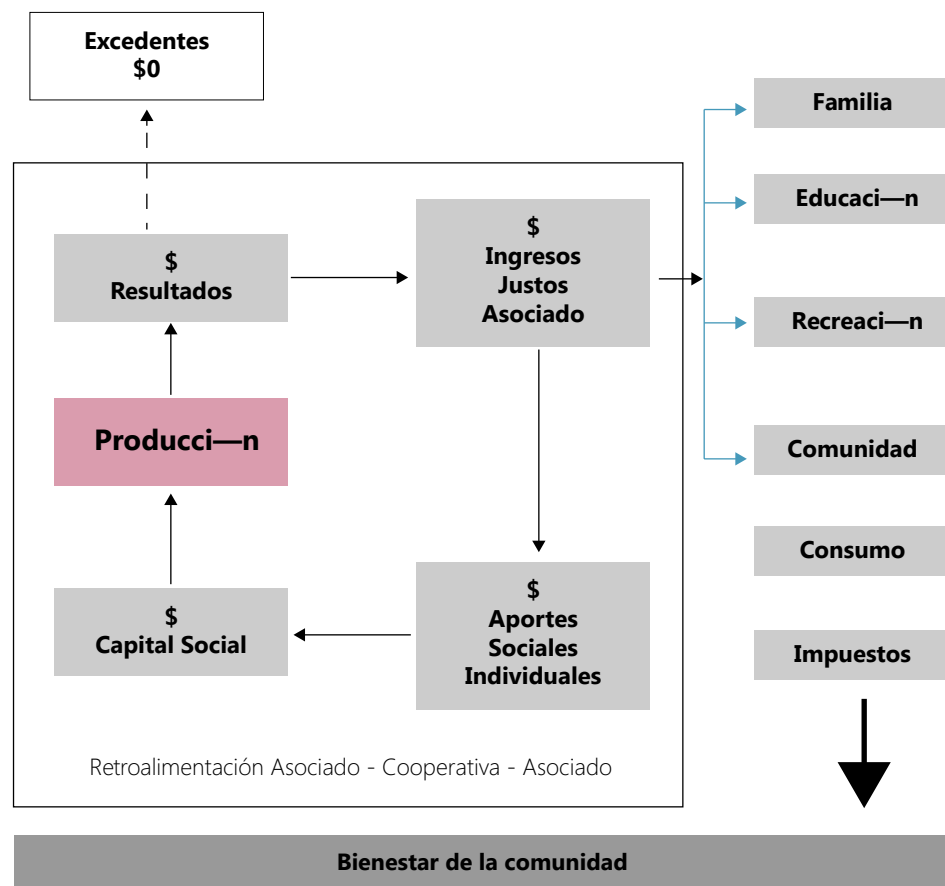 Excedentes
$0
Familia
Educaci—n
Recreaci—n
Comunidad
Consumo
Impuestos
$
Resultados
$
Ingresos
Justos
Asociado
Producci—n
$
Capital Social
$
Aportes
Sociales
Individuales
Retroalimentación Asociado - Cooperativa - Asociado
Bienestar de la comunidad